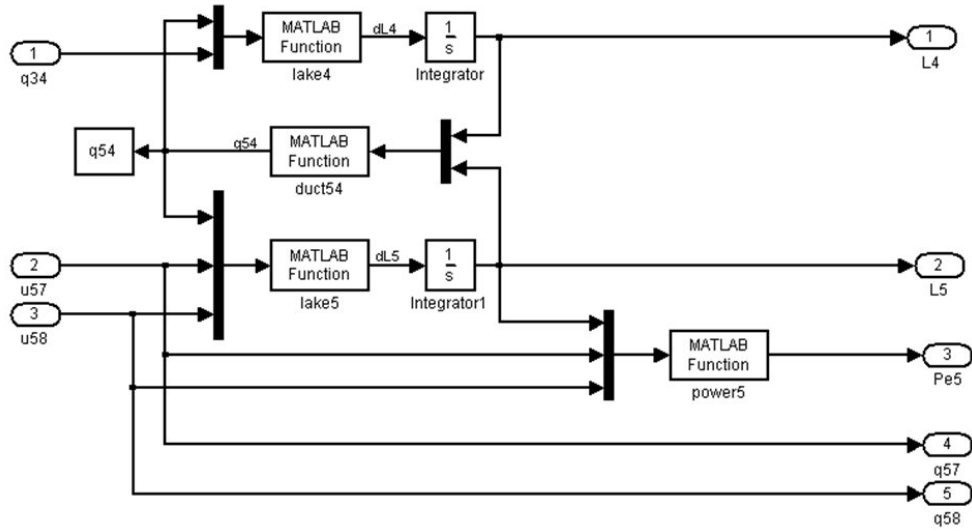 1
q34
MATLAB
Function
lake4
dL4
1
s
Integrator
1
L4
q54
q54
MATLAB
Function
duct54
2
u57
3
u58
MATLAB
Function
lake5
dL5
1
s
Integrator1
2
L5
MATLAB
Function
power5
3
Pe5
4
q57
5
q58